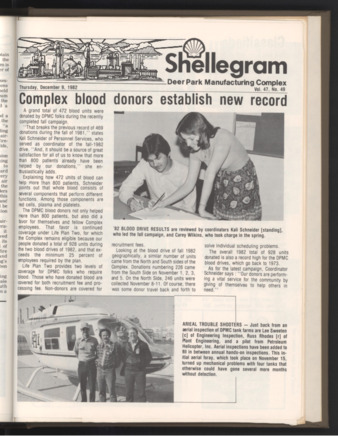 Shellegram
Deer Park Manufacturing Complex
Thursday, December 9, 1982
Vol. 47, No. 49
Complex blood donors establish new record
A grand total of 472 blood units were
donated by DPMC folks during the recently
completed fall campaign.
"That breaks the previous record of 469
donations during the fall of 1981," states
Kali Schneider of Personnel Services, who
served as coordinator of the fall-1982
drive. "And, it should be a source of great
satisfaction for all of us to know that more
than 800 patients already have been
helped by our donations," she en-
thusiastically adds.
Explaining how 472 units of blood can
help more than 800 patients, Schneider
points out that whole blood consists of
several components that perform different
functions. Among those components are
red cells, plasma and platelets.
The DPMC blood donors not only helped
more than 800 patients, but also did a
turn for themselves and fellow Complex
employees. That favor is continued
coverage under Life Plan Two, for which
the Complex remains eligible because our
people donated a total of 928 units during
the two blood drives of 1982, and that ex-
ceeds the minimum 25 percent of
employees required by the plan.
Life Plan Two provides two levels of
coverage for DPMC folks who require
blood. Those who have donated blood are
covered for both recruitment fee and pro-
cessing fee. Non-donors are covered for
'82 BLOOD DRIVE RESULTS are reviewed by coordinators Kali Schneider [standing],
who led the fall campaign, and Corey Wilkins, who took charge in the spring.
recruitment fees.
Looking at the blood drive of fall 1982
geographically, a similar number of units
came from the North and South sides of the
Complex. Donations numbering 228 came
from the South Side on November 1, 2, 3,
and 5. On the North Side, 244 units were
collected November 8-11. Of course, there
was some donor travel back and forth to
solve individual scheduling problems.
The overall 1982 total of 928 units
donated is also a record high for the DPMC
blood drives, which go back to 1973.
As for the latest campaign, Coordinator
Schneider says: "Our donors are perform-
ing a vital service for the community by
giving of themselves to help others in
need."
AREAL TROUBLE SHOOTERS — Just back from an
aerial inspection of DPMC tank farms are Lee Sweden
[c] of Engineering Inspection, Russ Rhodes [r] of
Plant Engineering, and a pilot from Petroleum
Helicopter, Inc. Aerial inspections have been added to
fill in between annual hands-on inspections. This in-
itial aerial foray, which took place on November 15,
turned up mechanical problems with four tanks that
otherwise could have gone several more months
without detection.